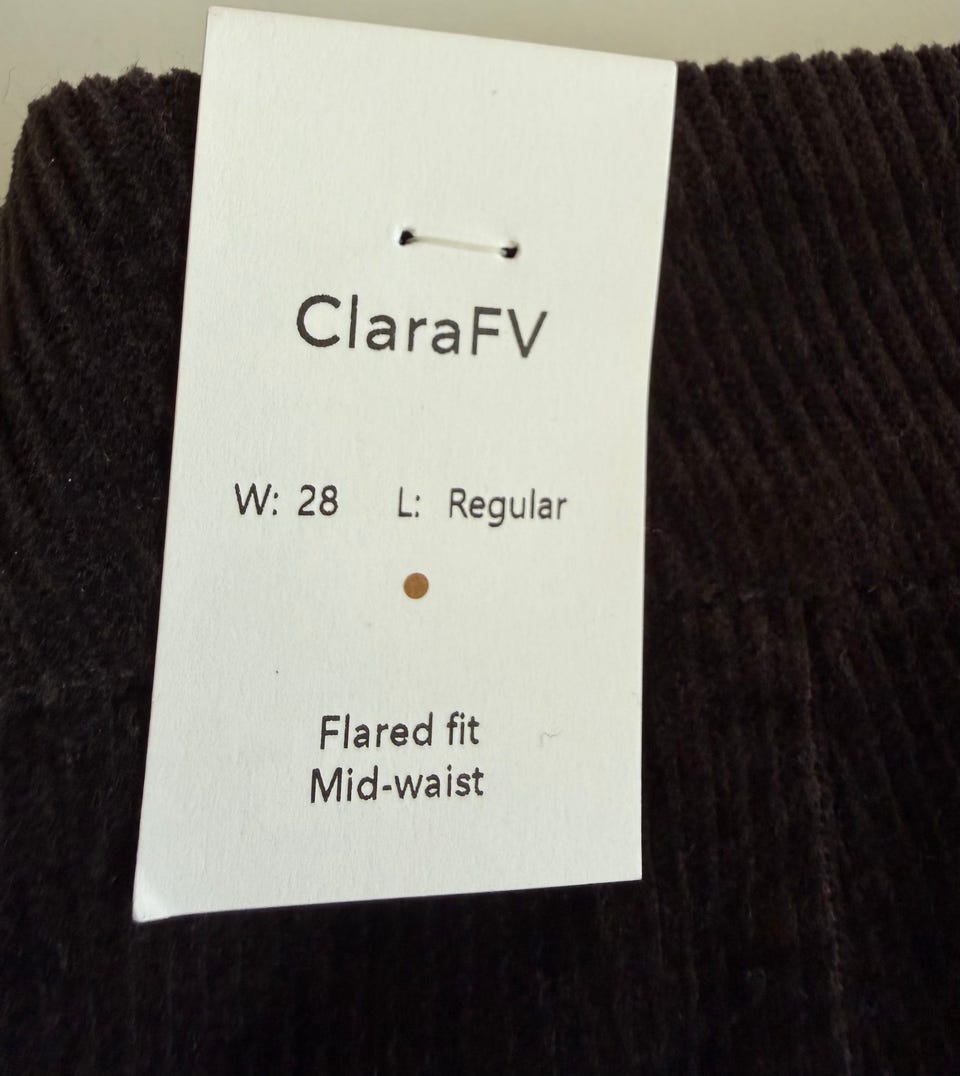 ClaraFV
W: 28 L: Regular
Flared fit
Mid-waist